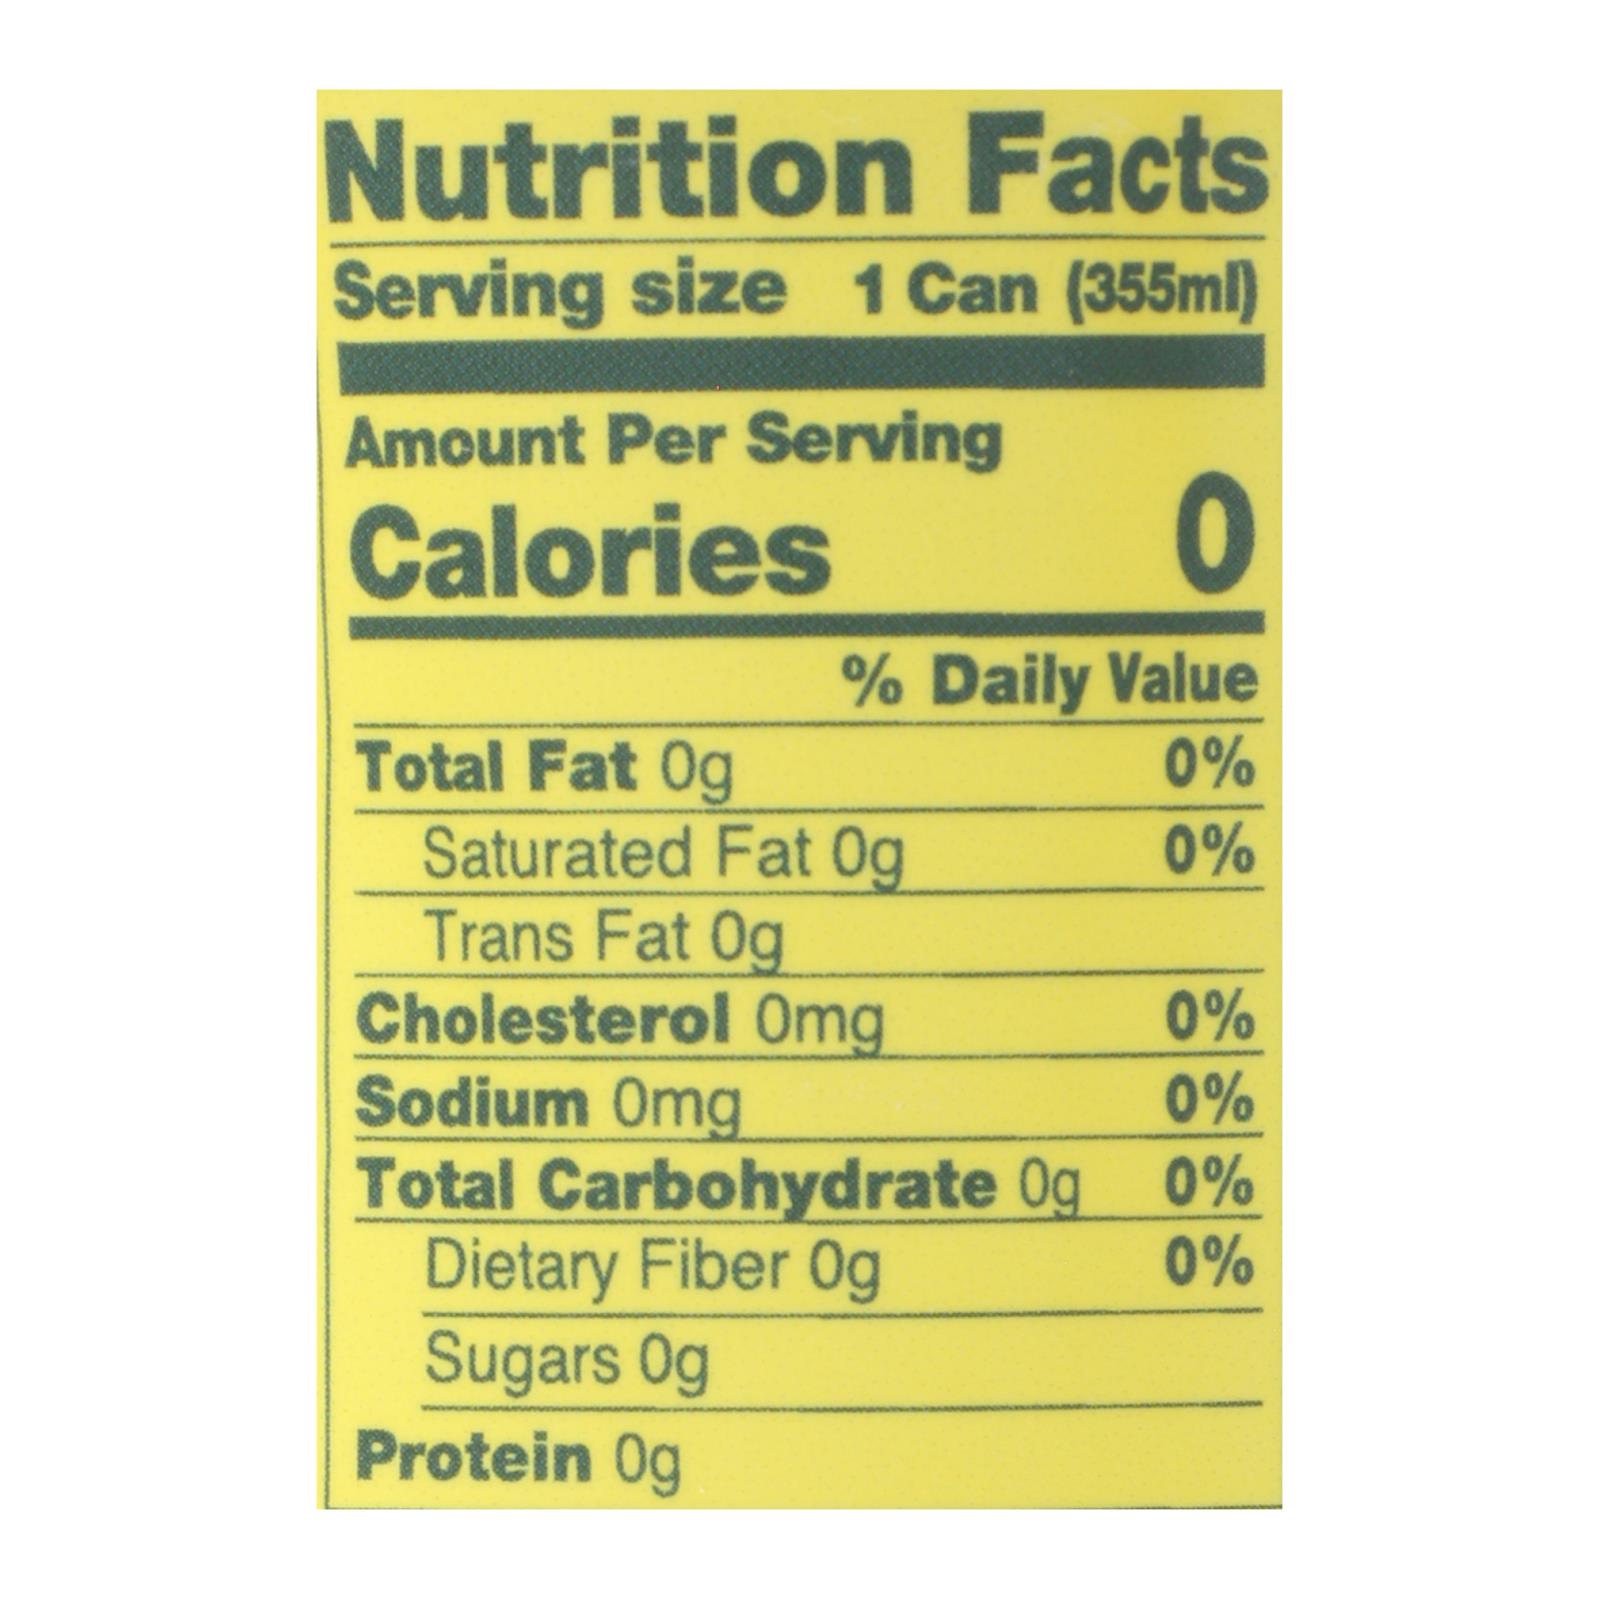 Nutrition Facts
Serving size 1 Can (355ml)
Amount Per Serving
Calories 0
% Daily Value
Total Fat 0g 0%
Saturated Fat 0g 0%
Trans Fat 0g
Cholesterol 0mg 0%
Sodium 0mg 0%
Total Carbohydrate 0g 0%
Dietary Fiber 0g 0%
Sugars 0g
Protein 0g